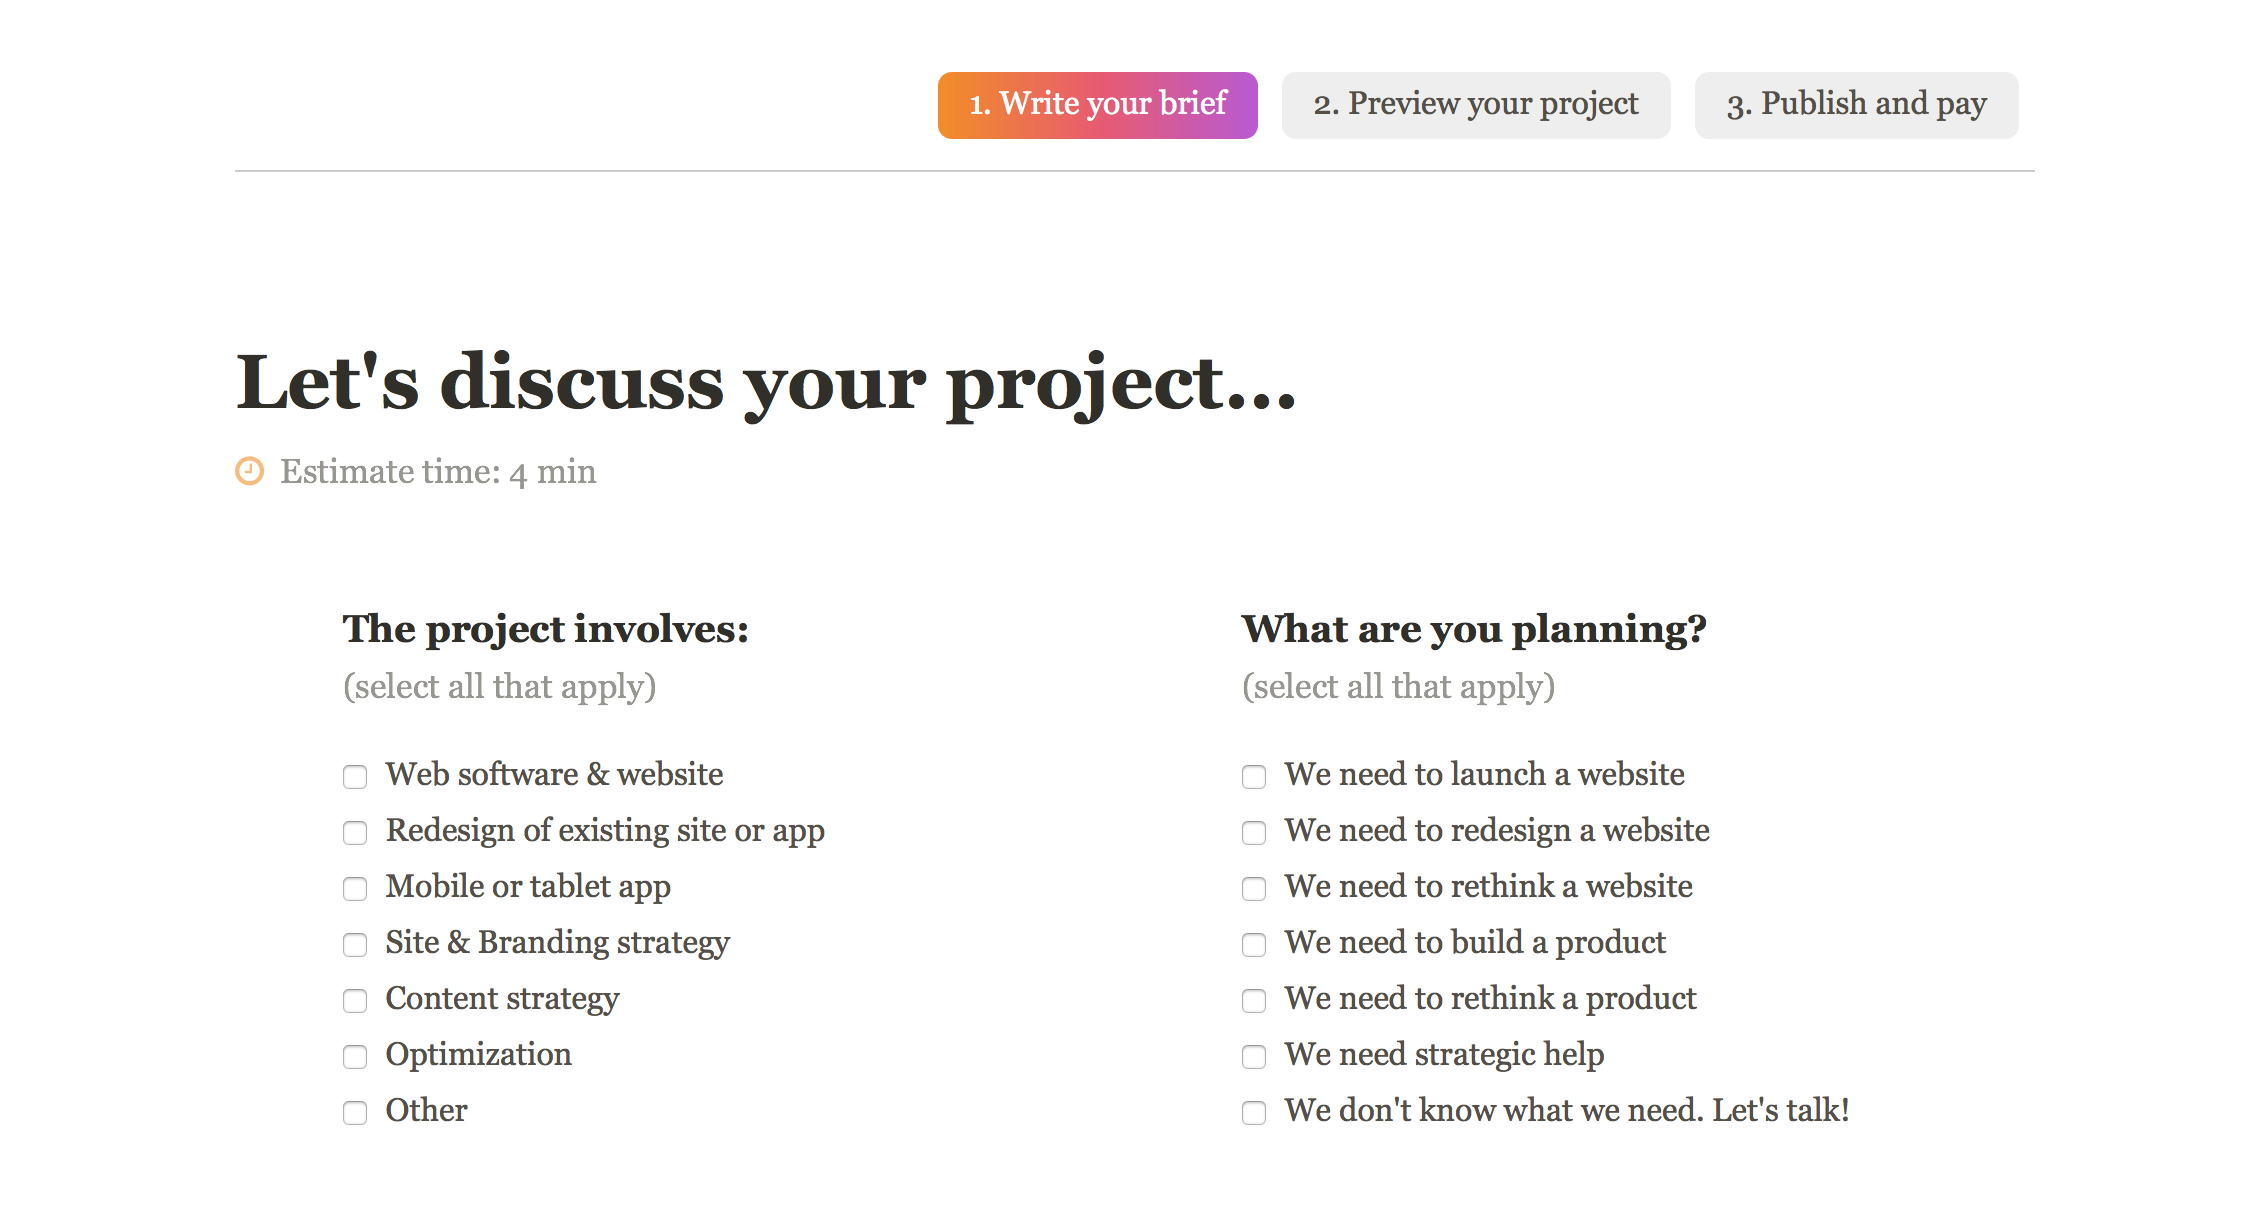 1. Write your brief
2. Preview your project
3. Publish and pay
Let's discuss your project...
Estimate time: 4 min
The project involves:
(select all that apply)
Web software & website
Redesign of existing site or app
Mobile or tablet app
Site & Branding strategy
Content strategy
Optimization
Other
What are you planning?
(select all that apply)
We need to launch a website
We need to redesign a website
We need to rethink a website
We need to build a product
We need to rethink a product
We need strategic help
We don't know what we need. Let's talk!